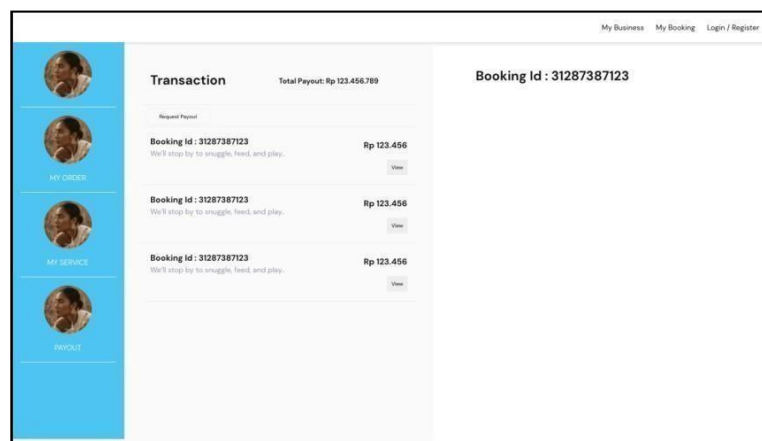 My Business My Booking Login / Register
MY ORDER
MY SERVICE
PAYOUT
Transaction Total Payout: Rp 123.456.789
Request Payout
Booking Id : 31287387123 Rp 123.456
We'll stop by to snuggle, feed, and play..
View
Booking Id : 31287387123 Rp 123.456
We'll stop by to snuggle, feed, and play..
View
Booking Id : 31287387123 Rp 123.456
We'll stop by to snuggle, feed, and play..
View
Booking Id : 31287387123